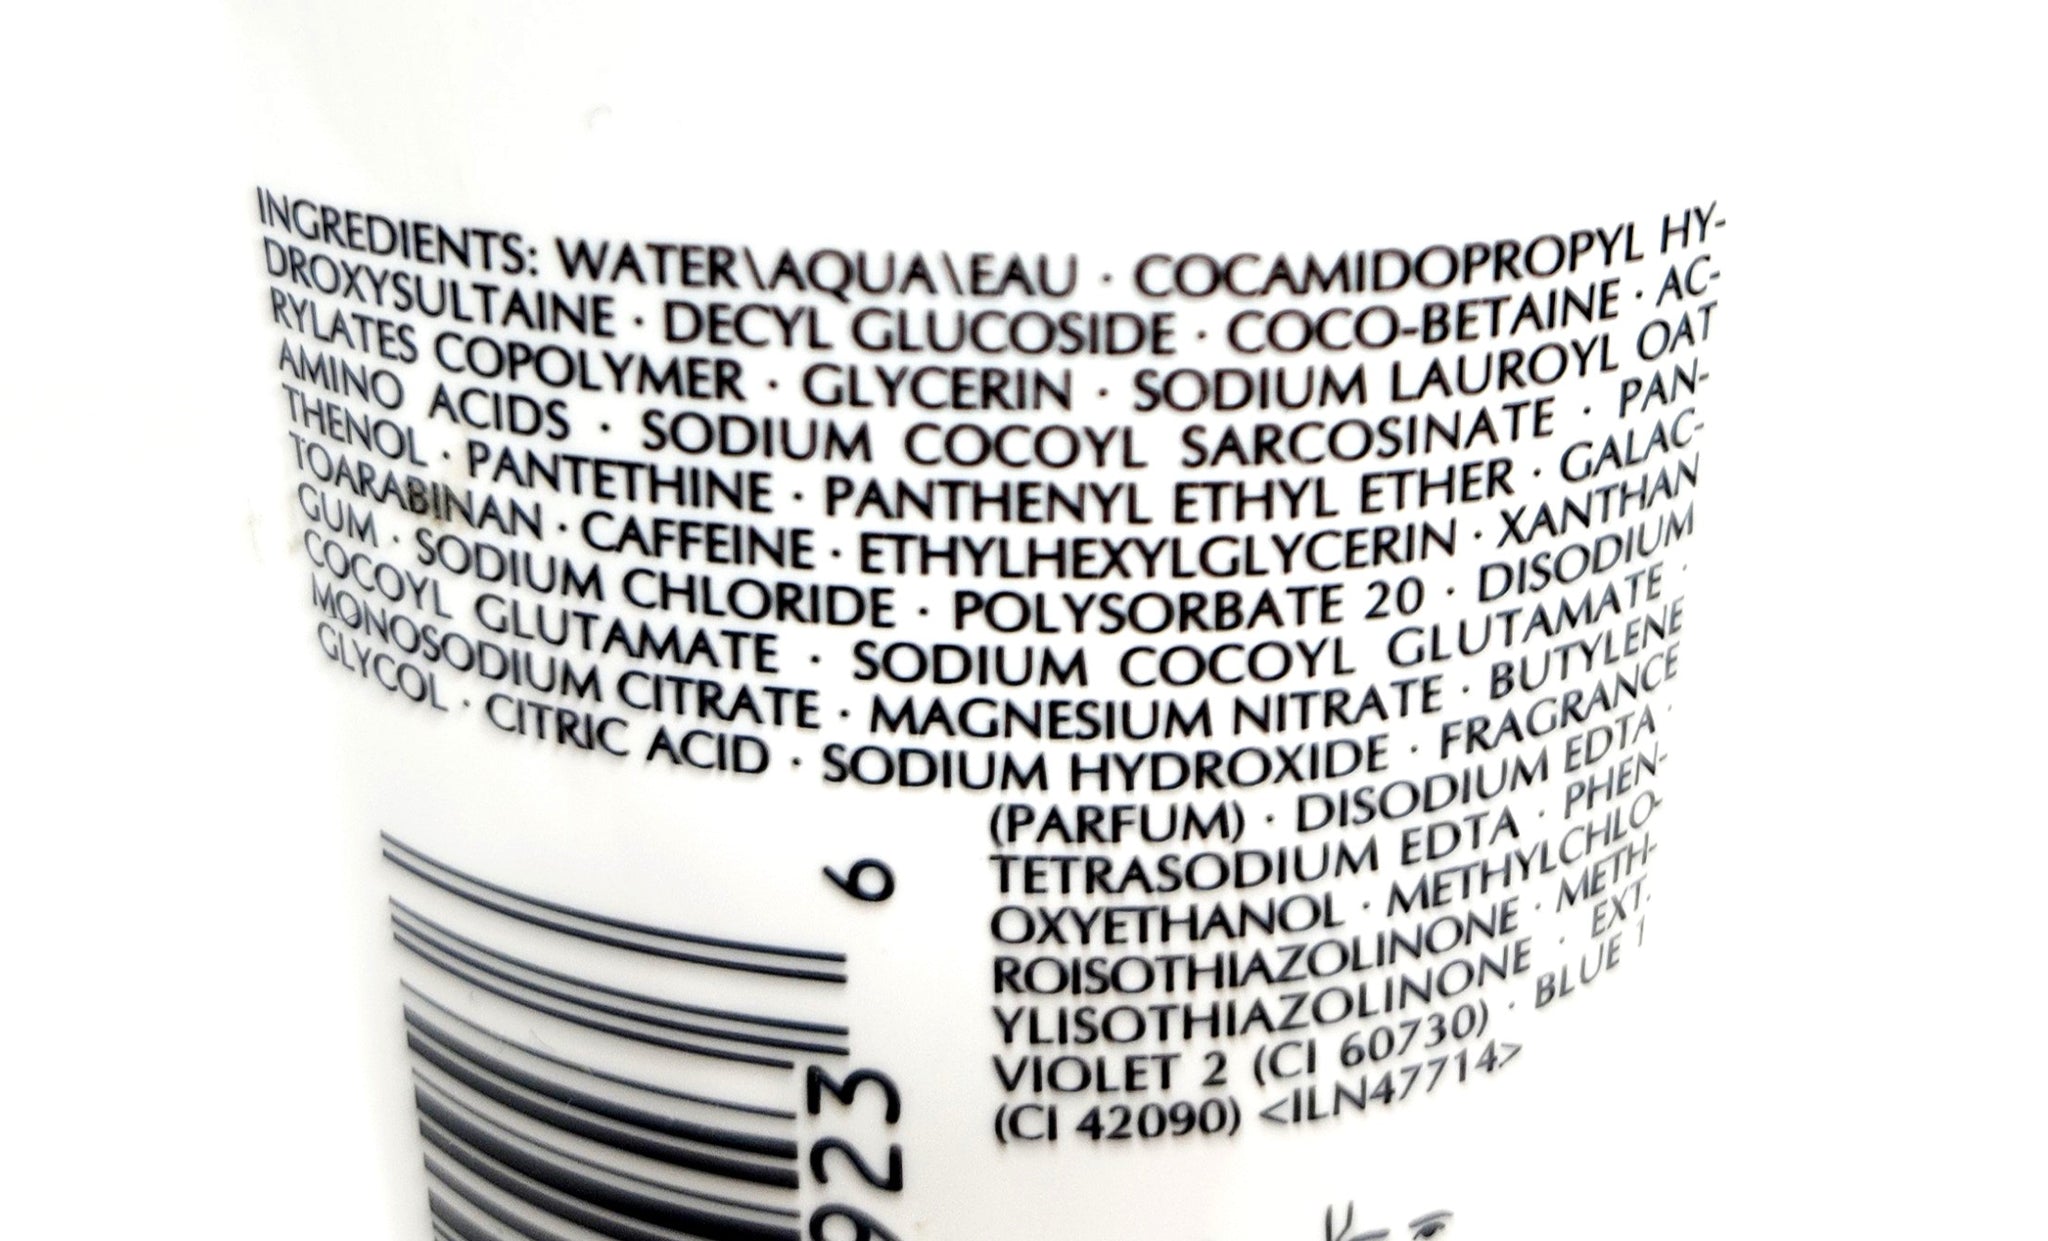 INGREDIENTS: WATER\AQUA\EAU · COCAMIDOPROPYL HY-
DROXYSULTAINE · DECYL GLUCOSIDE · COCO-BETAINE · AC-
RYLATES COPOLYMER · GLYCERIN · SODIUM LAUROYL OAT
AMINO ACIDS · SODIUM COCOYL SARCOSINATE · PAN-
THENOL · PANTETHINE · PANTHENYL ETHYL ETHER · GALAC-
TOARABINAN · CAFFEINE · ETHYLHEXYLGLYCERIN · XANTHAN
GUM · SODIUM CHLORIDE · POLYSORBATE 20 · DISODIUM
COCOYL GLUTAMATE · SODIUM COCOYL GLUTAMATE ·
MONOSODIUM CITRATE · MAGNESIUM NITRATE · BUTYLENE
GLYCOL · CITRIC ACID · SODIUM HYDROXIDE · FRAGRANCE
(PARFUM) · DISODIUM EDTA ·
TETRASODIUM EDTA · PHEN-
OXYETHANOL · METHYLCHLO-
ROISOTHIAZOLINONE · METH-
YLISOTHIAZOLINONE · EXT.
VIOLET 2 (CI 60730) · BLUE 1
(CI 42090) <ILN47714>
923 6